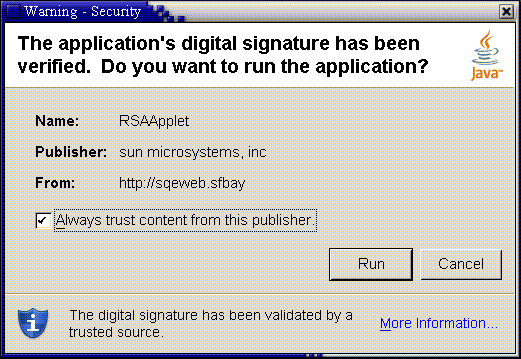 Warning - Security
The application's digital signature has been
verified. Do you want to run the application?
Java™
Name: RSAApplet
Publisher: sun microsystems, inc
From: http://sqeweb.sfbay
Always trust content from this publisher.
Run Cancel
The digital signature has been validated by a
trusted source.
More Information...